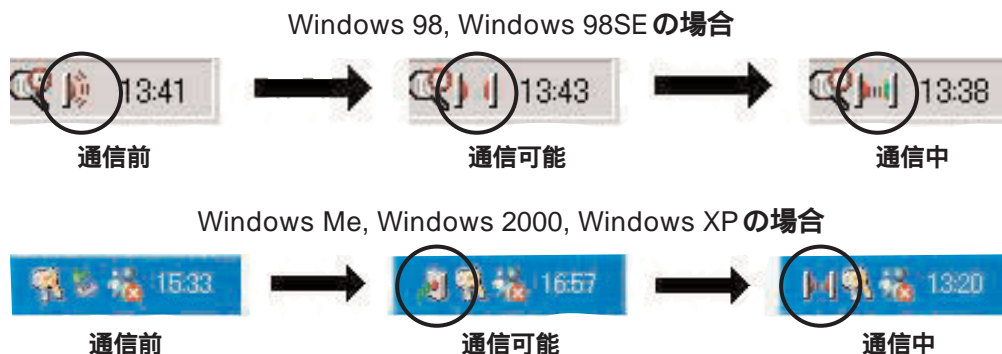 Windows 98, Windows 98SEの場合
13:41 13:43 13:38
通信前 通信可能 通信中
Windows Me, Windows 2000, Windows XPの場合
15:33 16:57 13:20
通信前 通信可能 通信中